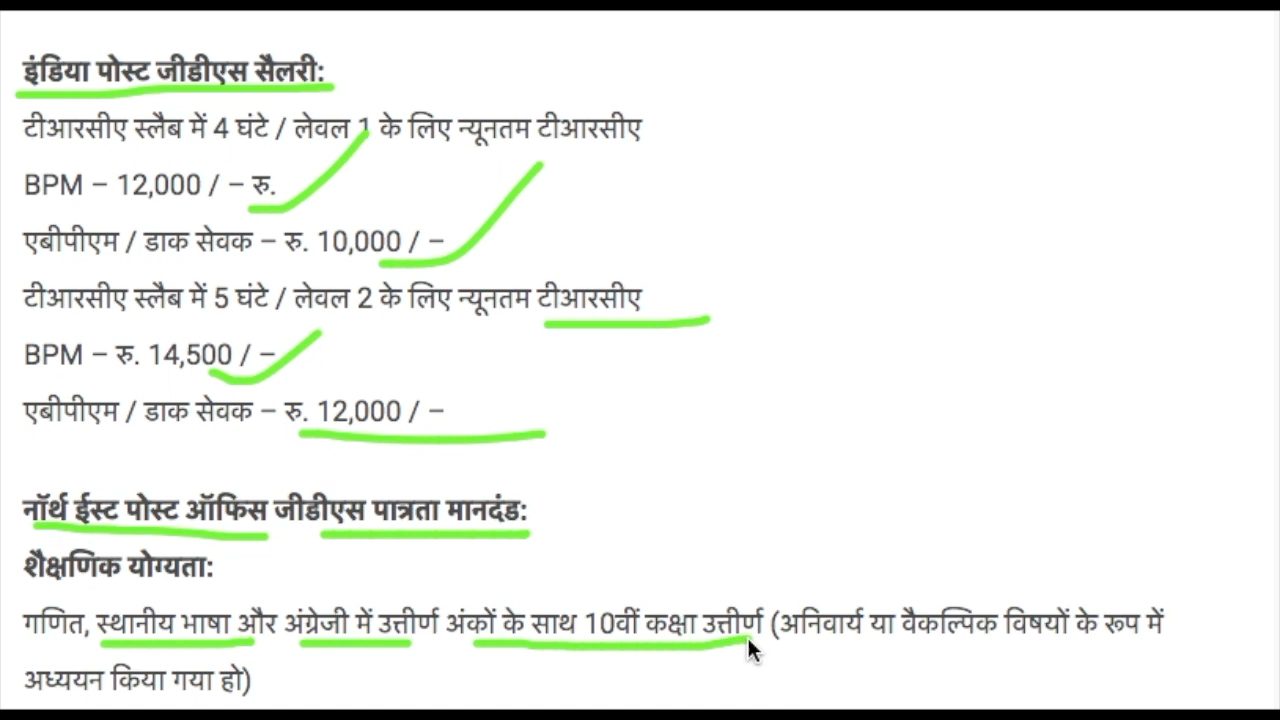 इंडिया पोस्ट जीडीएस सैलरी:
टीआरसीए स्लैब में 4 घंटे / लेवल 1 के लिए न्यूनतम टीआरसीए
BPM – 12,000 / – रु.
एबीपीएम / डाक सेवक – रु. 10,000 / –
टीआरसीए स्लैब में 5 घंटे / लेवल 2 के लिए न्यूनतम टीआरसीए
BPM – रु. 14,500 / –
एबीपीएम / डाक सेवक – रु. 12,000 / –
नॉर्थ ईस्ट पोस्ट ऑफिस जीडीएस पात्रता मानदंड:
शैक्षणिक योग्यता:
गणित, स्थानीय भाषा और अंग्रेजी में उत्तीर्ण अंकों के साथ 10वीं कक्षा उत्तीर्ण (अनिवार्य या वैकल्पिक विषयों के रूप में
अध्ययन किया गया हो)